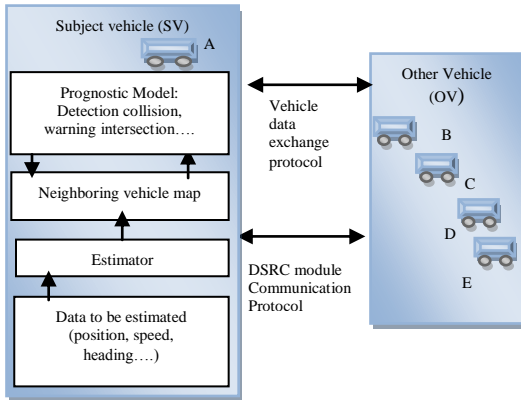 Subject vehicle (SV)
A
Prognostic Model:
Detection collision,
warning intersection….
Neighboring vehicle map
Estimator
Data to be estimated
(position, speed,
heading….)
Vehicle
data
exchange
protocol
DSRC module
Communication
Protocol
Other Vehicle
(OV)
B
C
D
E